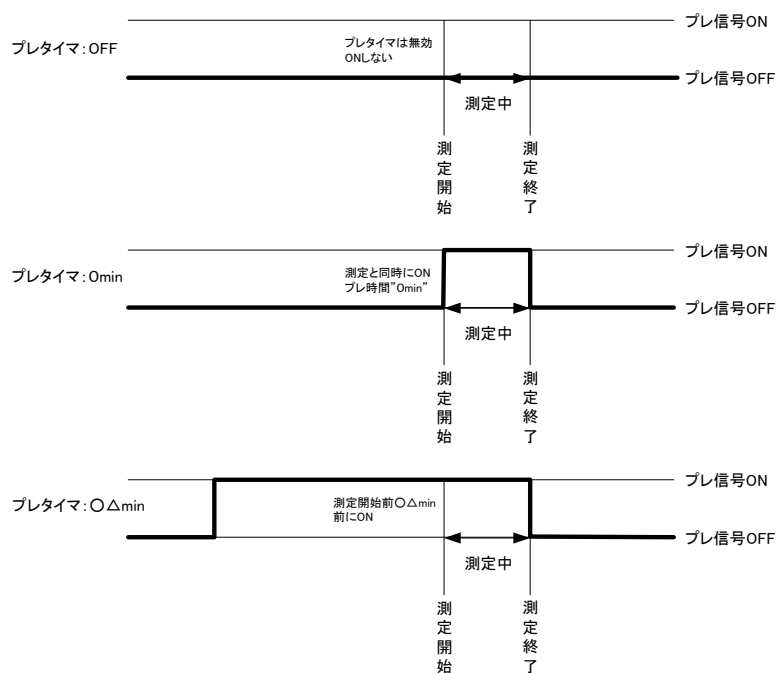 プレ信号ON
プレタイマ：OFF
プレタイマは無効
ONしない
プレ信号OFF
測定中
測定開始
測定終了
プレ信号ON
プレタイマ：0min
測定と同時にON
プレ時間”0min”
プレ信号OFF
測定中
測定開始
測定終了
プレ信号ON
プレタイマ：〇△min
測定開始前〇△min
前にON
プレ信号OFF
測定中
測定開始
測定終了